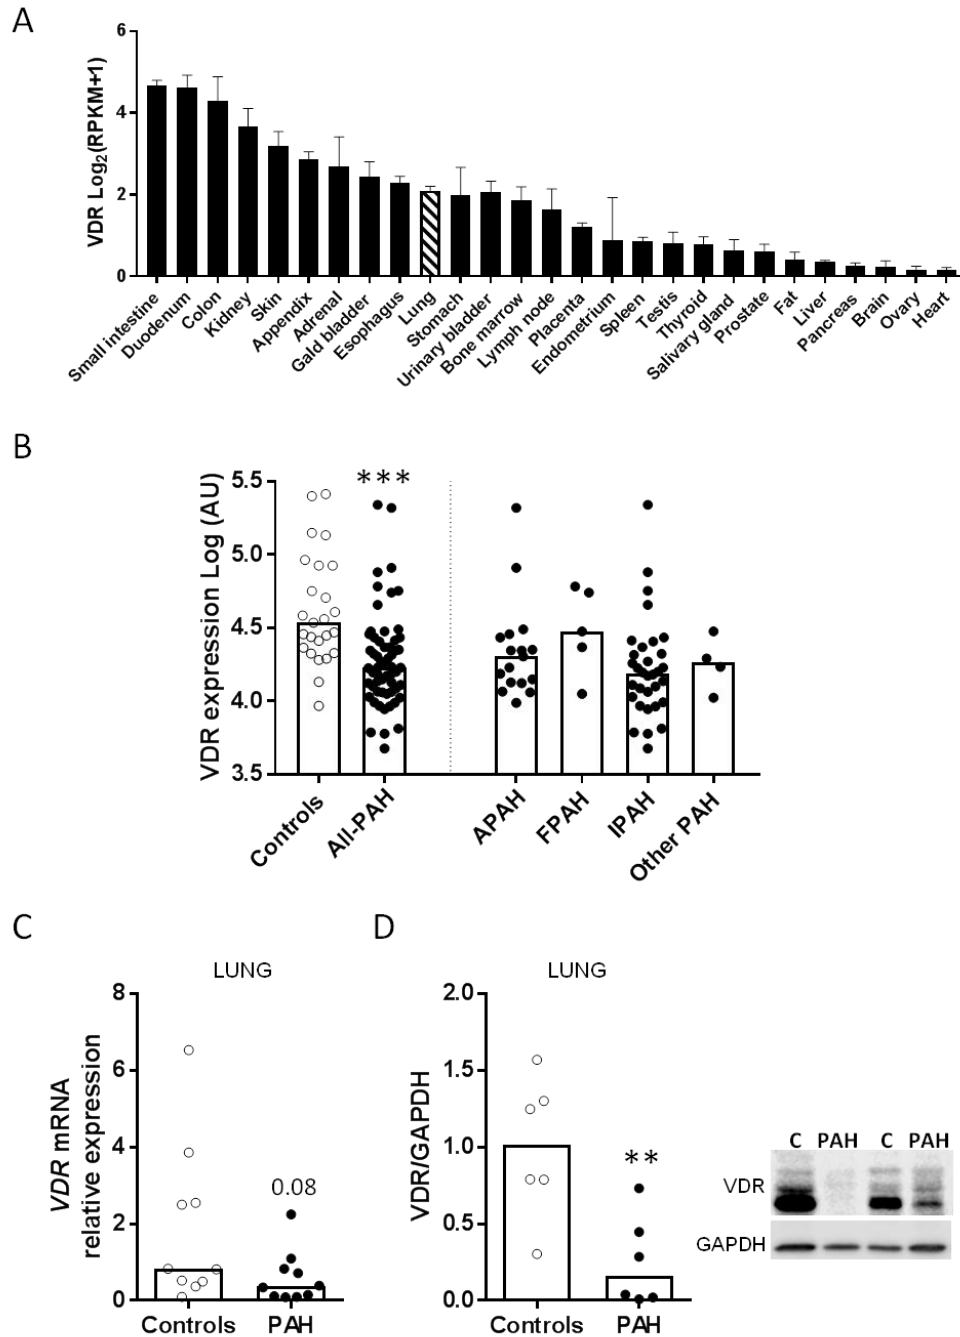 A
VDR Log2(RPKM+1)
6
4
2
0
Small intestine
Duodenum
Colon
Kidney
Skin
Appendix
Adrenal
Gald bladder
Esophagus
Lung
Stomach
Urinary bladder
Bone marrow
Lymph node
Placenta
Endometrium
Spleen
Testis
Thyroid
Salivary gland
Prostate
Fat
Liver
Pancreas
Brain
Ovary
Heart
B
VDR expression Log (AU)
5.5
5.0
4.5
4.0
3.5
***
Controls
All-PAH
APAH
FPAH
IPAH
Other PAH
C
LUNG
VDR mRNA
relative expression
8
6
4
2
0
0.08
Controls
PAH
D
LUNG
VDR/GAPDH
2.0
1.5
1.0
0.5
0.0
**
Controls
PAH
C PAH C PAH
VDR
GAPDH